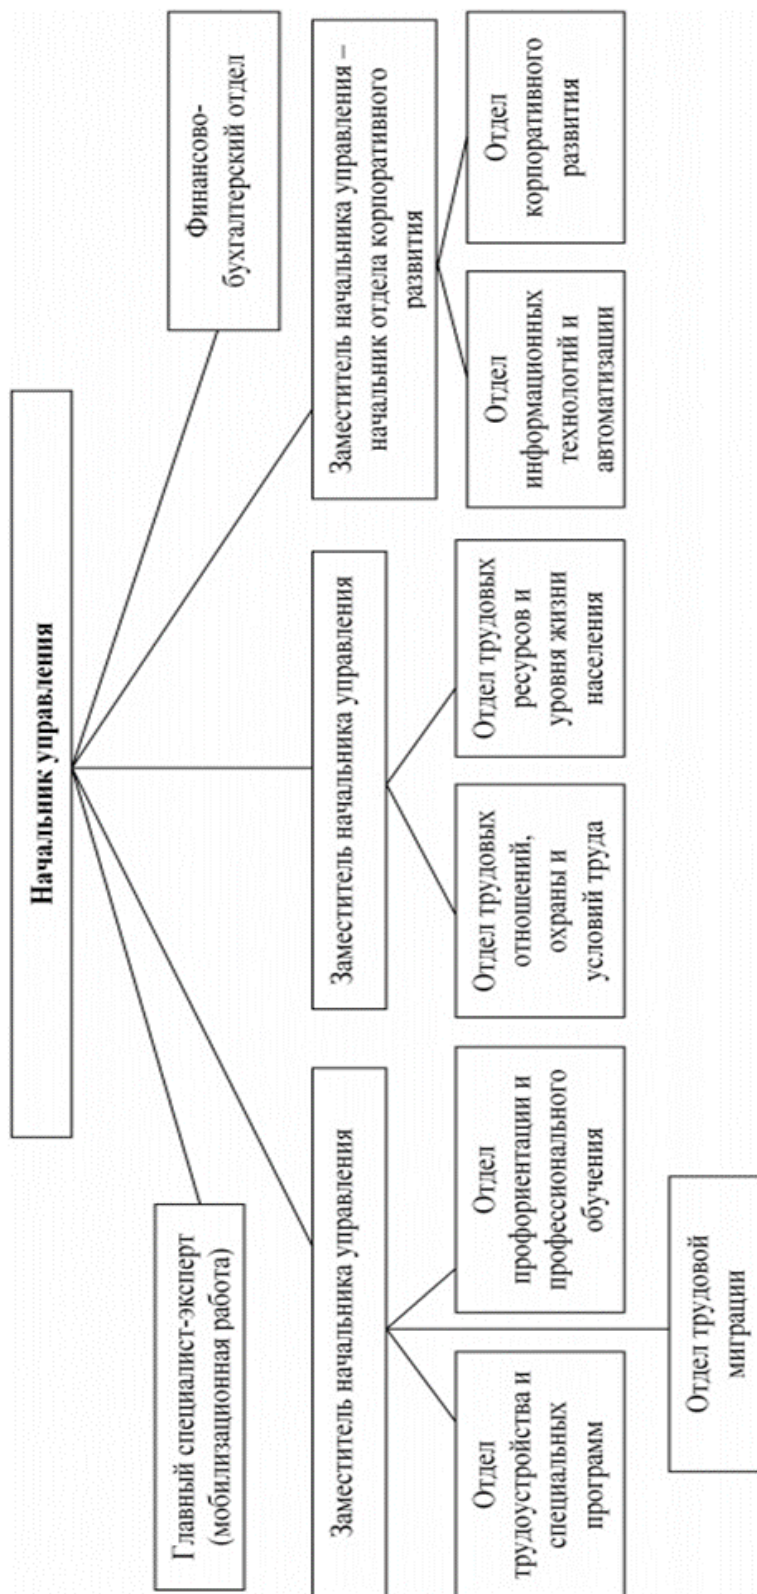 Начальник управления
Главный специалист-эксперт
(мобилизационная работа)
Финансово-
бухгалтерский отдел
Заместитель начальника управления
Заместитель начальника управления
Заместитель начальника управления –
начальник отдела корпоративного
развития
Отдел
трудоустройства и
специальных
программ
Отдел
профориентации и
профессионального
обучения
Отдел трудовых
отношений,
охраны и
условий труда
Отдел трудовых
ресурсов и
уровня жизни
населения
Отдел
информационных
технологий и
автоматизации
Отдел
корпоративного
развития
Отдел трудовой
миграции